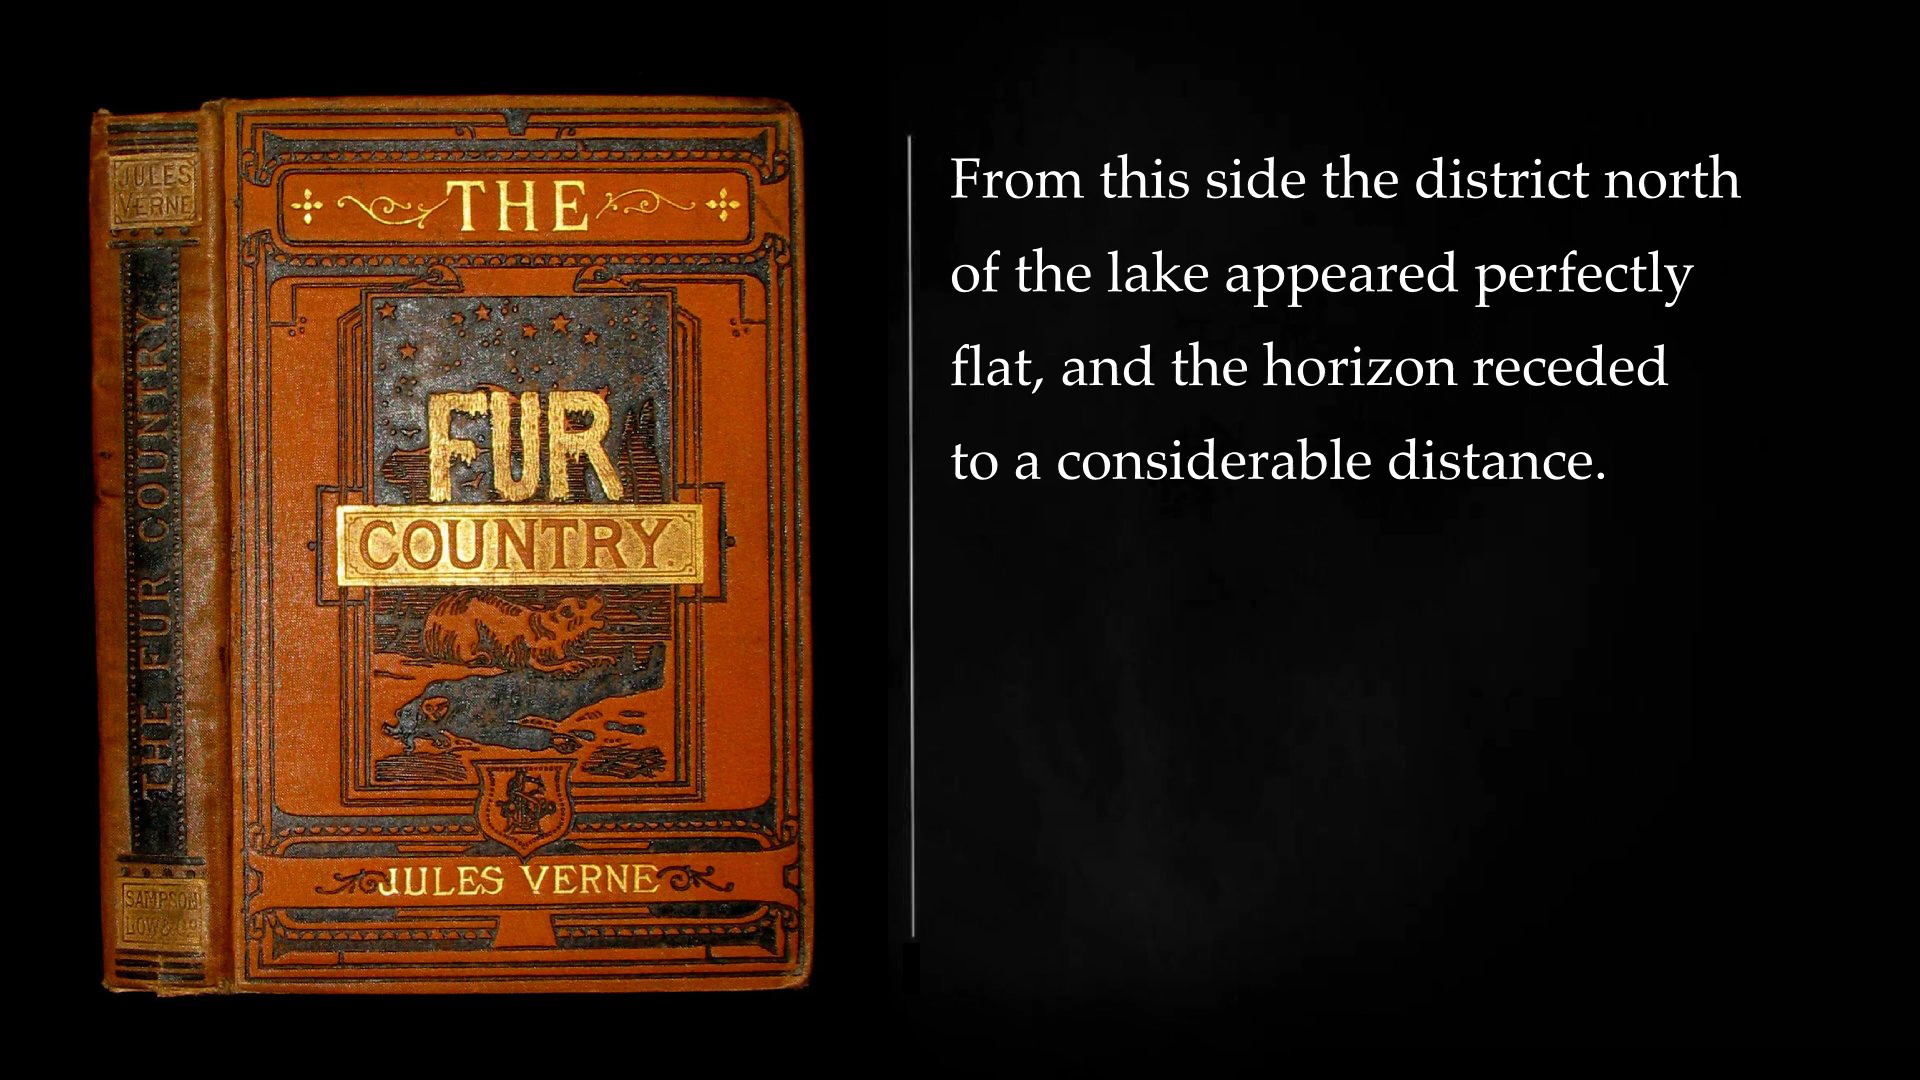 JULES
VERNE
THE FUR COUNTRY.
SAMPSON
LOW & Co
THE
FUR
COUNTRY.
JULES VERNE
From this side the district north
of the lake appeared perfectly
flat, and the horizon receded
to a considerable distance.